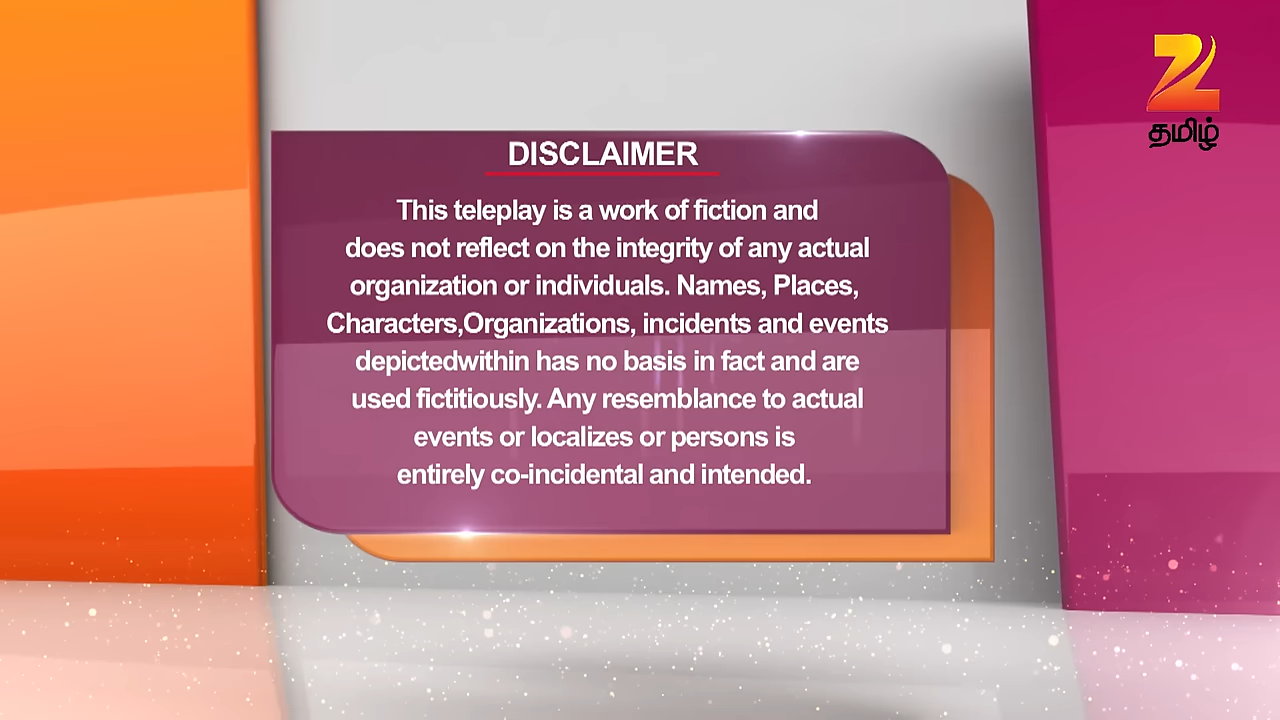 DISCLAIMER
This teleplay is a work of fiction and
does not reflect on the integrity of any actual
organization or individuals. Names, Places,
Characters,Organizations, incidents and events
depictedwithin has no basis in fact and are
used fictitiously. Any resemblance to actual
events or localizes or persons is
entirely co-incidental and intended.
Z
தமிழ்